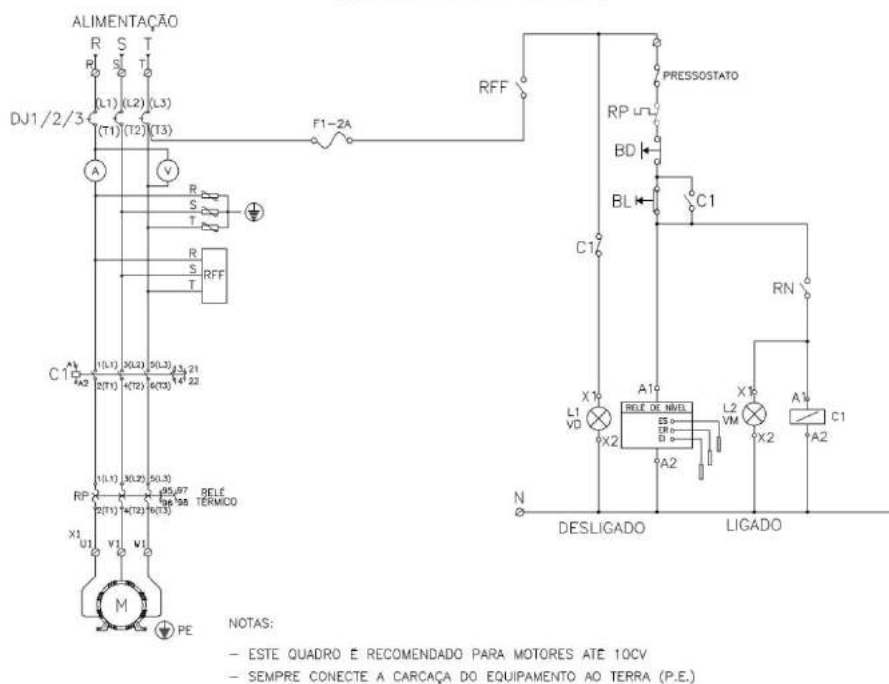 ALIMENTAÇÃO
R S T
R S T
DJ1/2/3
(L1) (L2) (L3)
(T1) (T2) (T3)
F1-2A
RFF
PRESSOSTATO
RP
BD
BL
C1
C1
RN
A V
R
S
T
R
S
T
RFF
C1
A1
A2
1(L1) 3(L2) 5(L3)
13 21
14 22
2(T1) 4(T2) 6(T3)
RP
1(L1) 3(L2) 5(L3)
95 97
96 98
RELÉ
TÉRMICO
2(T1) 4(T2) 6(T3)
X1
U1 V1 W1
M
PE
X1
L1
VD
X2
A1
RELÉ DE NÍVEL
ES
ER
EI
A2
X1
L2
VM
X2
A1
C1
A2
N
DESLIGADO
LIGADO
NOTAS:
– ESTE QUADRO É RECOMENDADO PARA MOTORES ATÉ 10CV
– SEMPRE CONECTE A CARCAÇA DO EQUIPAMENTO AO TERRA (P.E.)